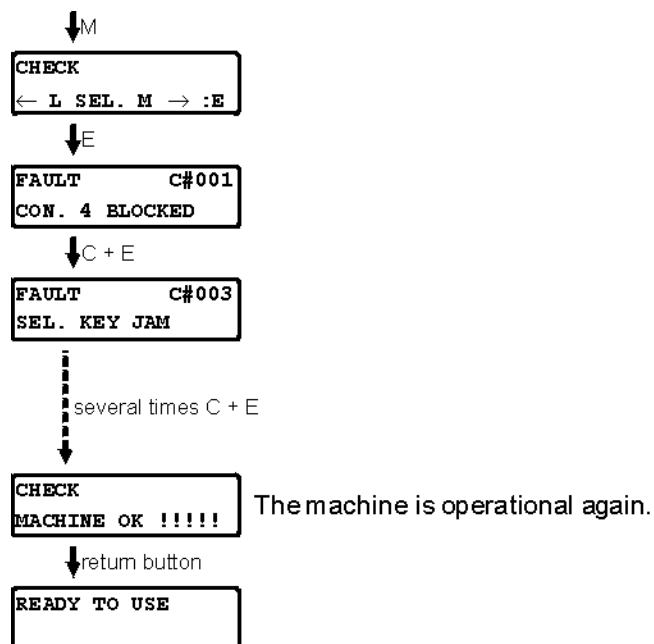 M
CHECK
← L SEL. M → :E
E
FAULT C#001
CON. 4 BLOCKED
C + E
FAULT C#003
SEL. KEY JAM
several times C + E
CHECK
MACHINE OK !!!!!
The machine is operational again.
return button
READY TO USE